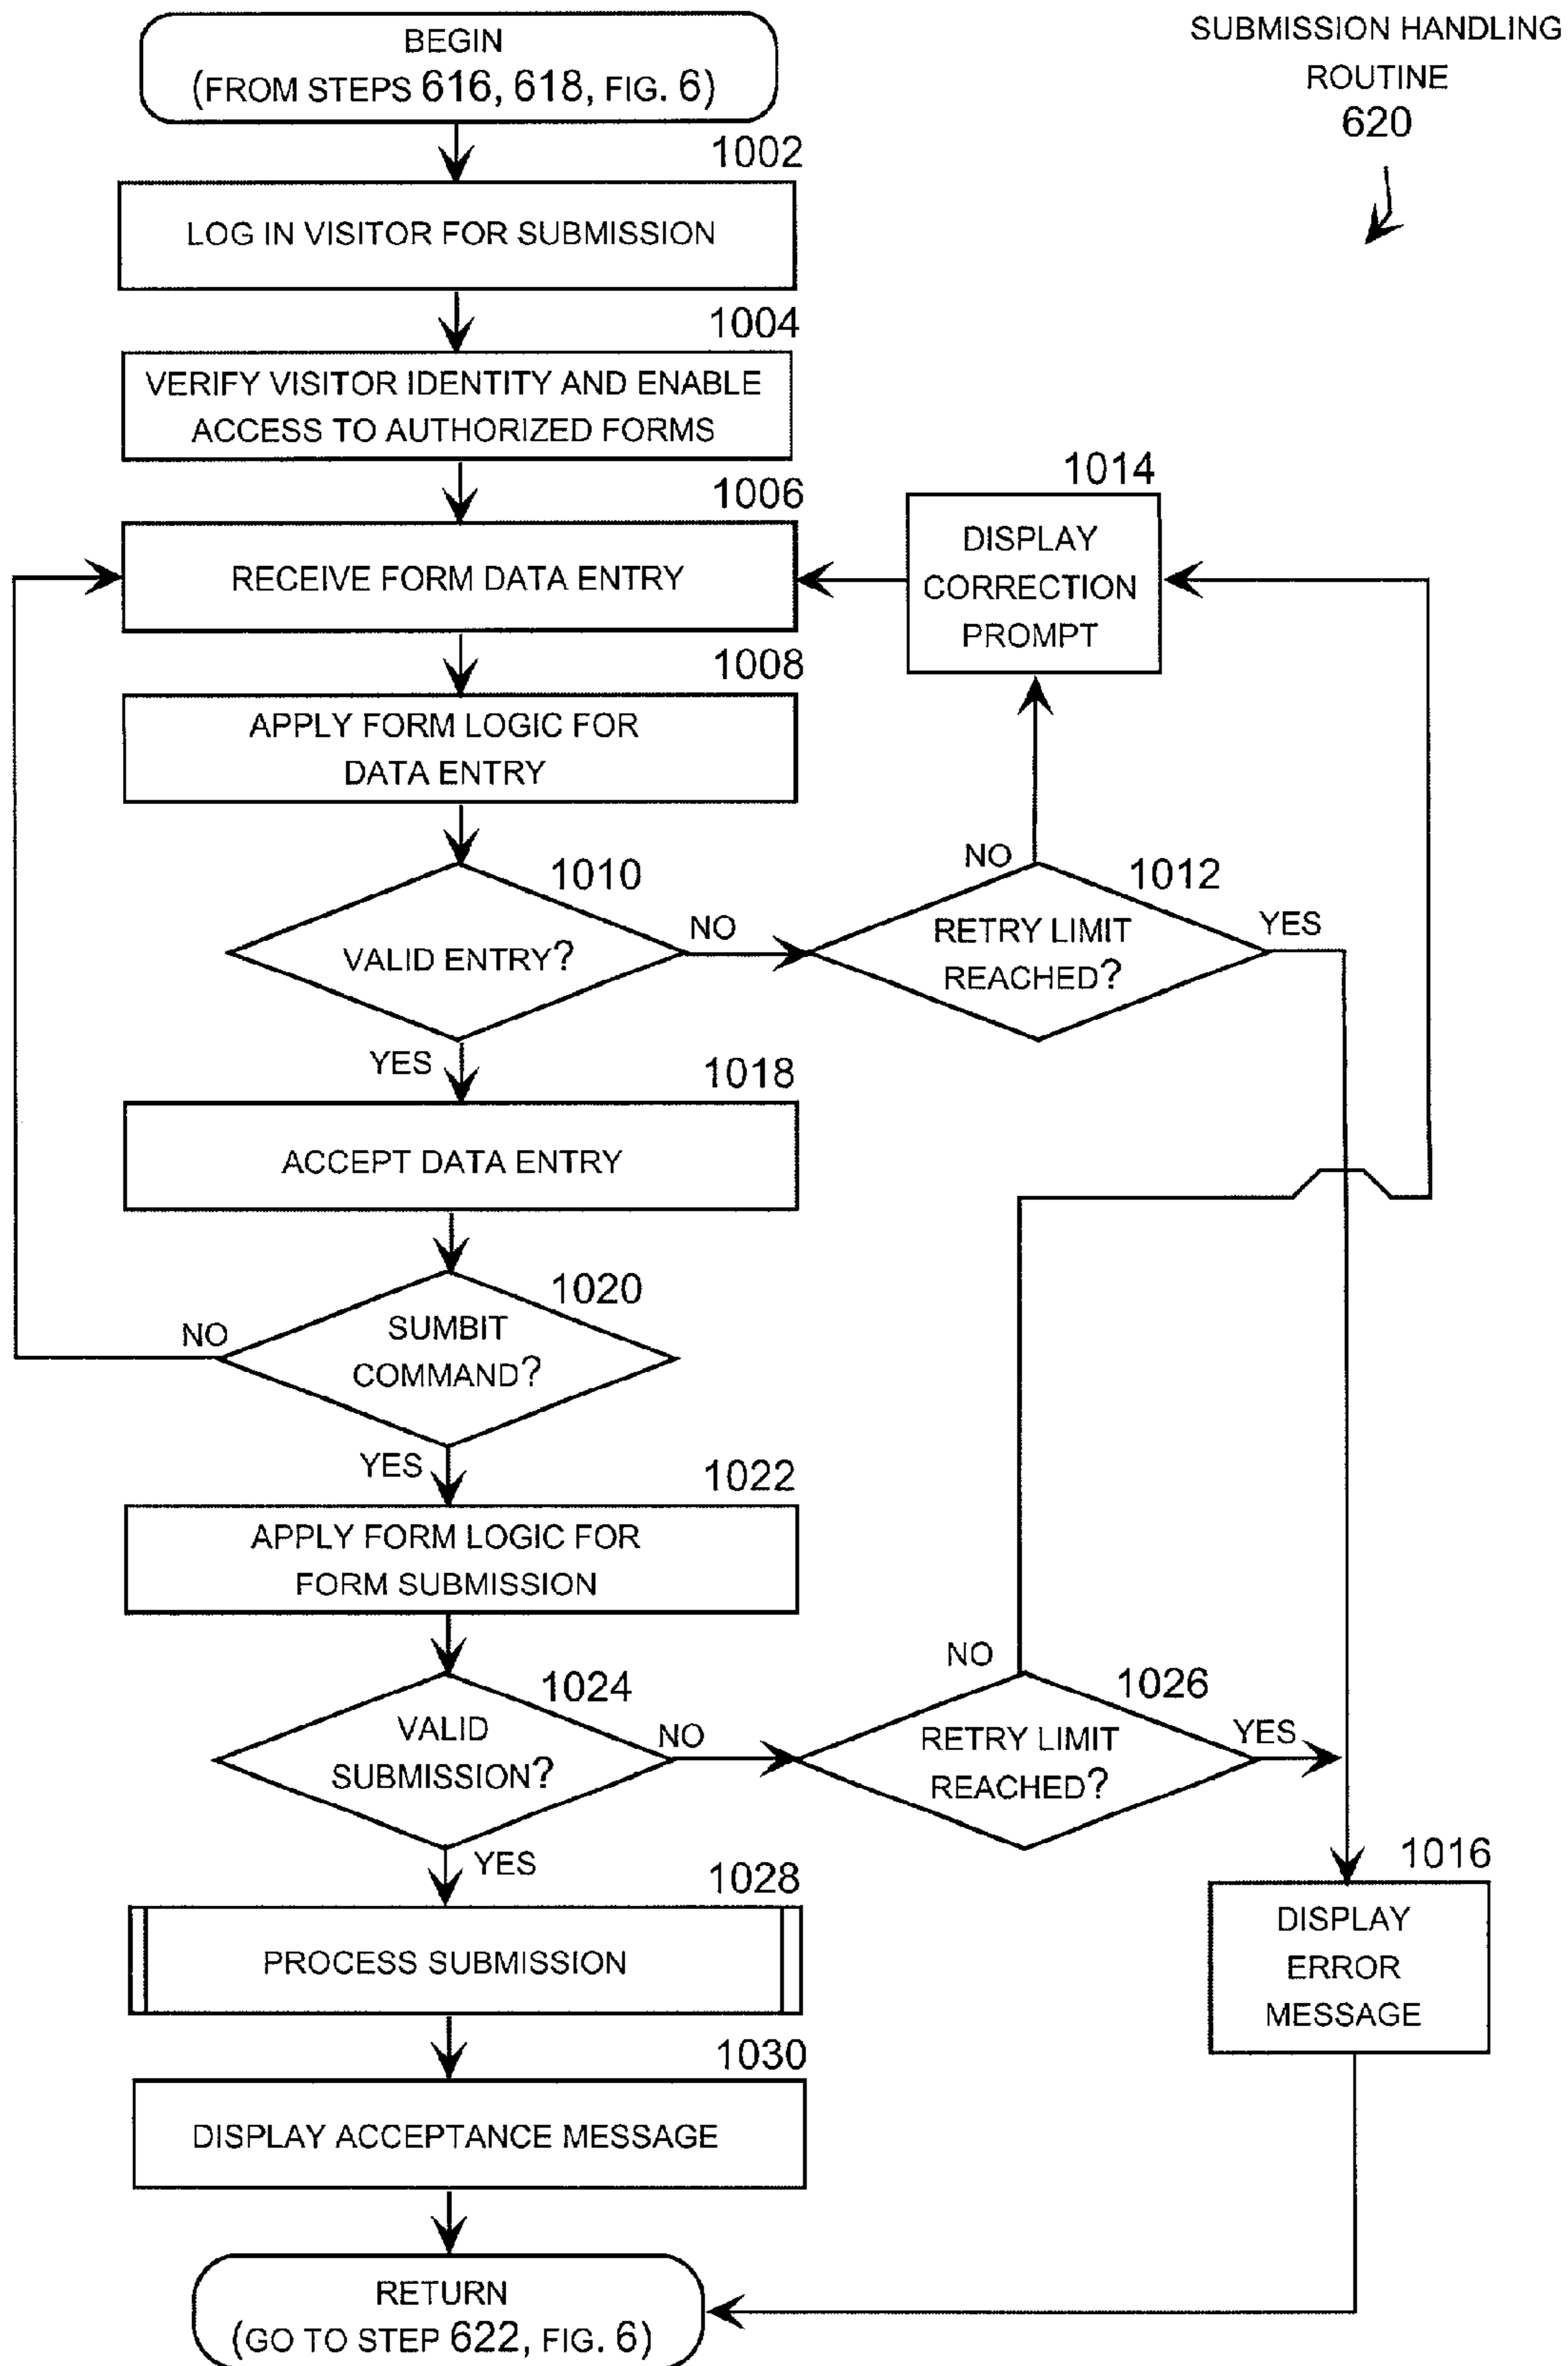 BEGIN
(FROM STEPS 616, 618, FIG. 6)
SUBMISSION HANDLING
ROUTINE
620
1002
LOG IN VISITOR FOR SUBMISSION
1004
VERIFY VISITOR IDENTITY AND ENABLE
ACCESS TO AUTHORIZED FORMS
1006
RECEIVE FORM DATA ENTRY
1014
DISPLAY
CORRECTION
PROMPT
1008
APPLY FORM LOGIC FOR
DATA ENTRY
1010
VALID ENTRY?
NO
1012
RETRY LIMIT
REACHED?
NO
YES
YES
1018
ACCEPT DATA ENTRY
1020
SUMBIT
COMMAND?
NO
YES
1022
APPLY FORM LOGIC FOR
FORM SUBMISSION
1024
VALID
SUBMISSION?
NO
1026
RETRY LIMIT
REACHED?
NO
YES
YES
1016
DISPLAY
ERROR
MESSAGE
1028
PROCESS SUBMISSION
1030
DISPLAY ACCEPTANCE MESSAGE
RETURN
(GO TO STEP 622, FIG. 6)